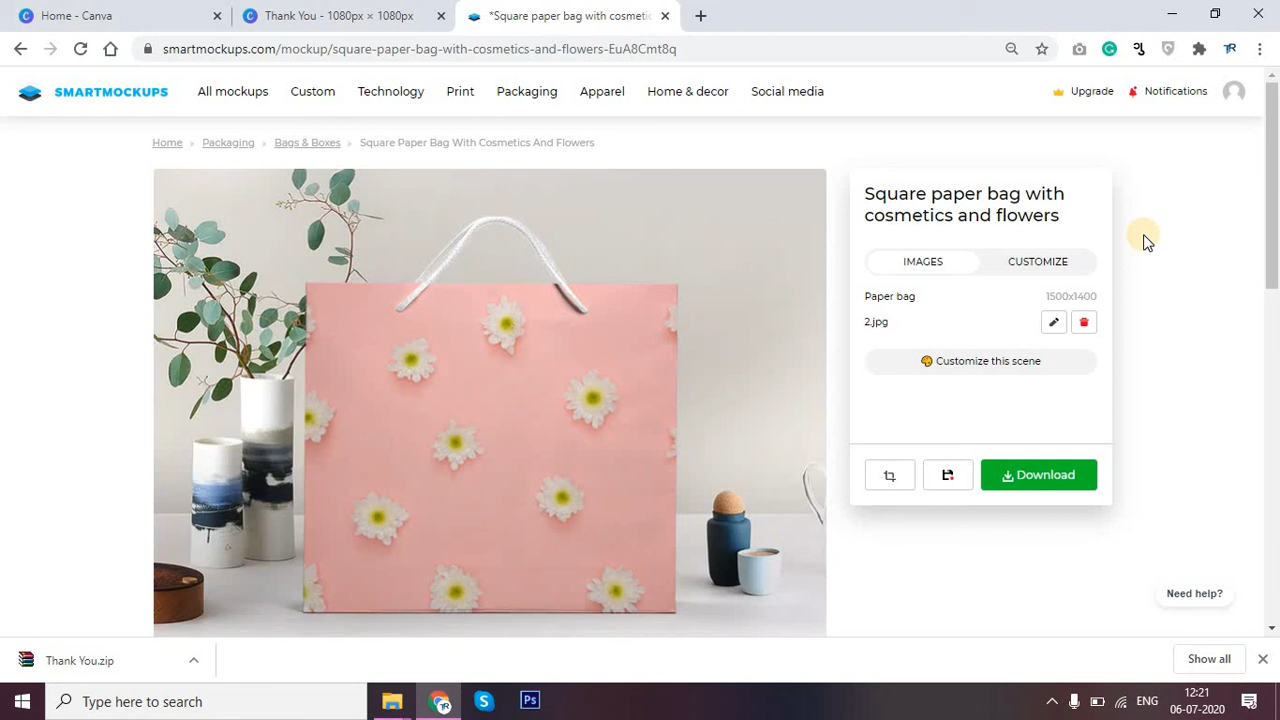 Home - Canva
Thank You - 1080px × 1080px
*Square paper bag with cosmetic
smartmockups.com/mockup/square-paper-bag-with-cosmetics-and-flowers-EuA8Cmt8q
SMARTMOCKUPS
All mockups
Custom
Technology
Print
Packaging
Apparel
Home & decor
Social media
Upgrade
Notifications
Home » Packaging » Bags & Boxes » Square Paper Bag With Cosmetics And Flowers
Square paper bag with
cosmetics and flowers
IMAGES
CUSTOMIZE
Paper bag
1500x1400
2.jpg
Customize this scene
Download
Need help?
Thank You.zip
Show all
Type here to search
Ps
ENG
12:21
06-07-2020